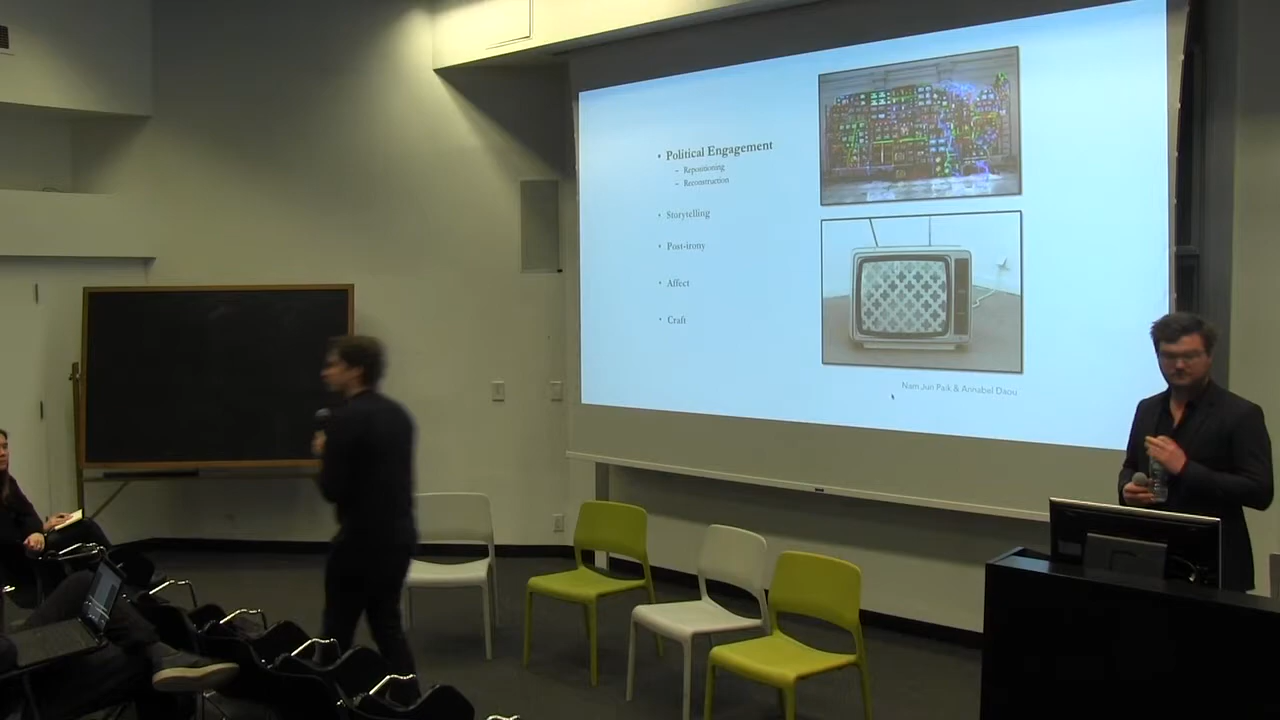 • Political Engagement
– Repositioning
– Reconstruction
• Storytelling
• Post-irony
• Affect
• Craft
Nam Jun Paik & Annabel Daou